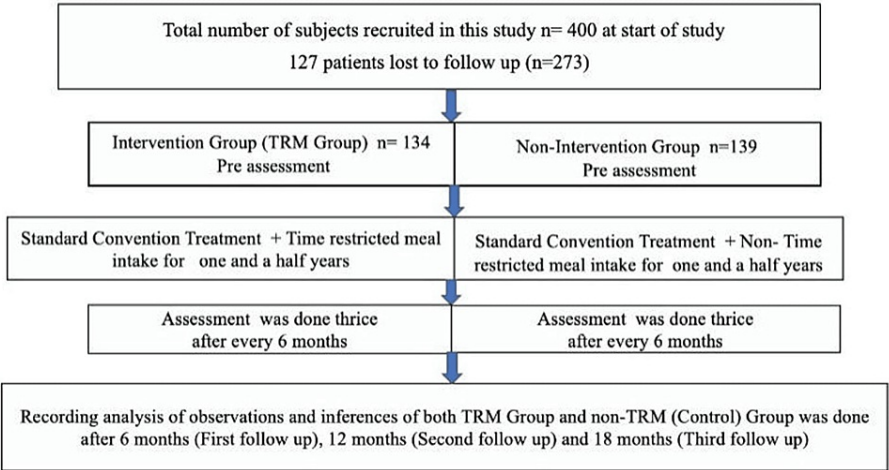 Total number of subjects recruited in this study n= 400 at start of study
127 patients lost to follow up (n=273)
Intervention Group (TRM Group) n= 134
Pre assessment
Non-Intervention Group n=139
Pre assessment
Standard Convention Treatment + Time restricted meal
intake for one and a half years
Standard Convention Treatment + Non- Time
restricted meal intake for one and a half years
Assessment was done thrice
after every 6 months
Assessment was done thrice
after every 6 months
Recording analysis of observations and inferences of both TRM Group and non-TRM (Control) Group was done
after 6 months (First follow up), 12 months (Second follow up) and 18 months (Third follow up)